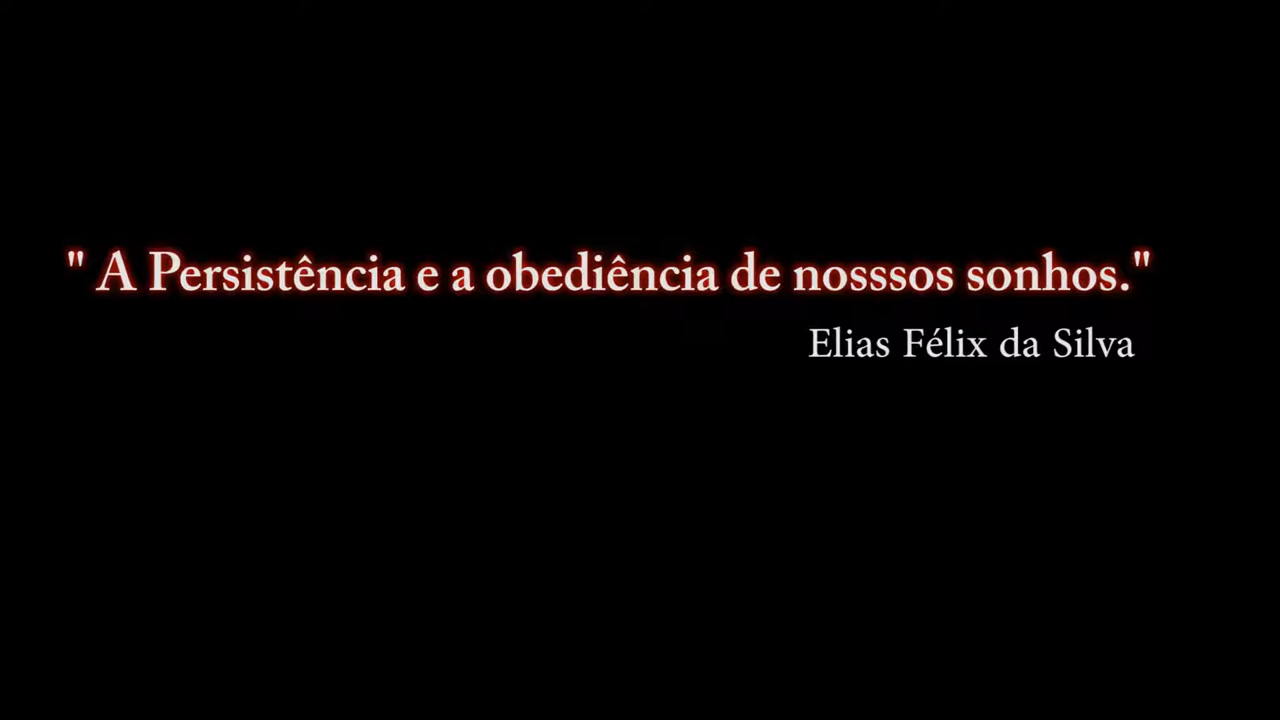 " A Persistência e a obediência de nosssos sonhos."
Elias Félix da Silva